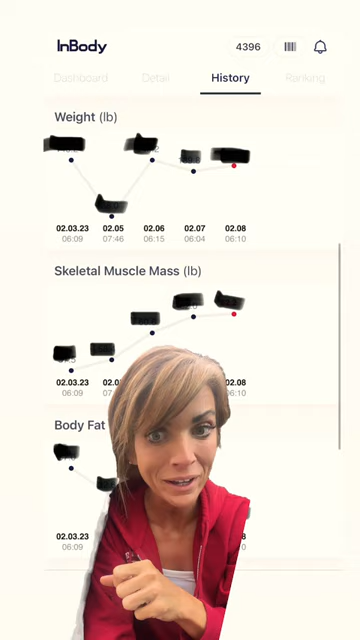 InBody
4396
Dashboard Detail History Ranking
Weight (lb)
02.03.23 02.05 02.06 02.07 02.08
06:09 07:46 06:15 06:04 06:10
Skeletal Muscle Mass (lb)
02.03.23 02.08
06:09 06:10
Body Fat
02.03.23
06:09